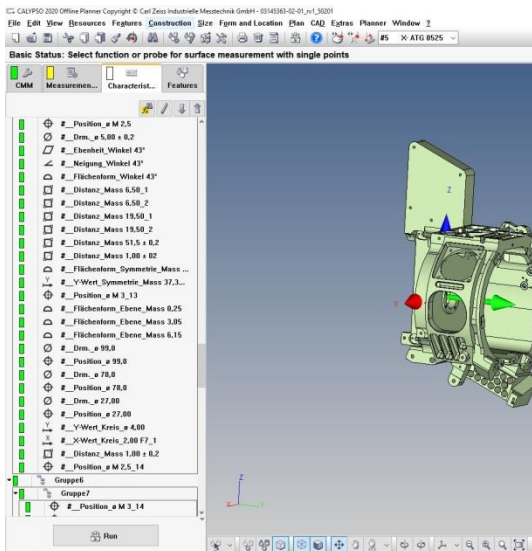 CALYPSO 2020 Offline Planner Copyright © Carl Zeiss Industrielle Messtechnik GmbH - 03145363-02-01_rv1_S0201
File Edit View Resources Features Construction Size Form and Location Plan CAD Extras Planner Window ?
#5 X- ATG 8525
Basic Status: Select function or probe for surface measurement with single points
CMM Measuremen... Characterist... Features
#__Position_ø M 2,5
#__Drm._ø 5,00 ± 0,2
#__Ebenheit_Winkel 43°
#__Neigung_Winkel 43°
#__Flächenform_Winkel 43°
#__Distanz_Mass 6,50_1
#__Distanz_Mass 6,50_2
#__Distanz_Mass 19,50_1
#__Distanz_Mass 19,50_2
#__Distanz_Mass 51,5 ± 0,2
#__Distanz_Mass 1,00 ± 02
#__Flächenform_Symmetrie_Mass ...
#__Y-Wert_Symmetrie_Mass 37,3...
#__Position_ø M 3_13
#__Flächenform_Ebene_Mass 0,25
#__Flächenform_Ebene_Mass 3,05
#__Flächenform_Ebene_Mass 6,15
#__Drm._ø 99,0
#__Position_ø 99,0
#__Drm._ø 78,0
#__Position_ø 78,0
#__Drm._ø 27,00
#__Position_ø 27,00
#__Y-Wert_Kreis_ø 4,00
#__X-Wert_Kreis_2,00 F7_1
#__Distanz_Mass 1,00 ± 0,2
#__Position_ø M 2,5_14
Gruppe6
Gruppe7
#__Position_ø M 3_14
Run
Z
X
Z
X
Y